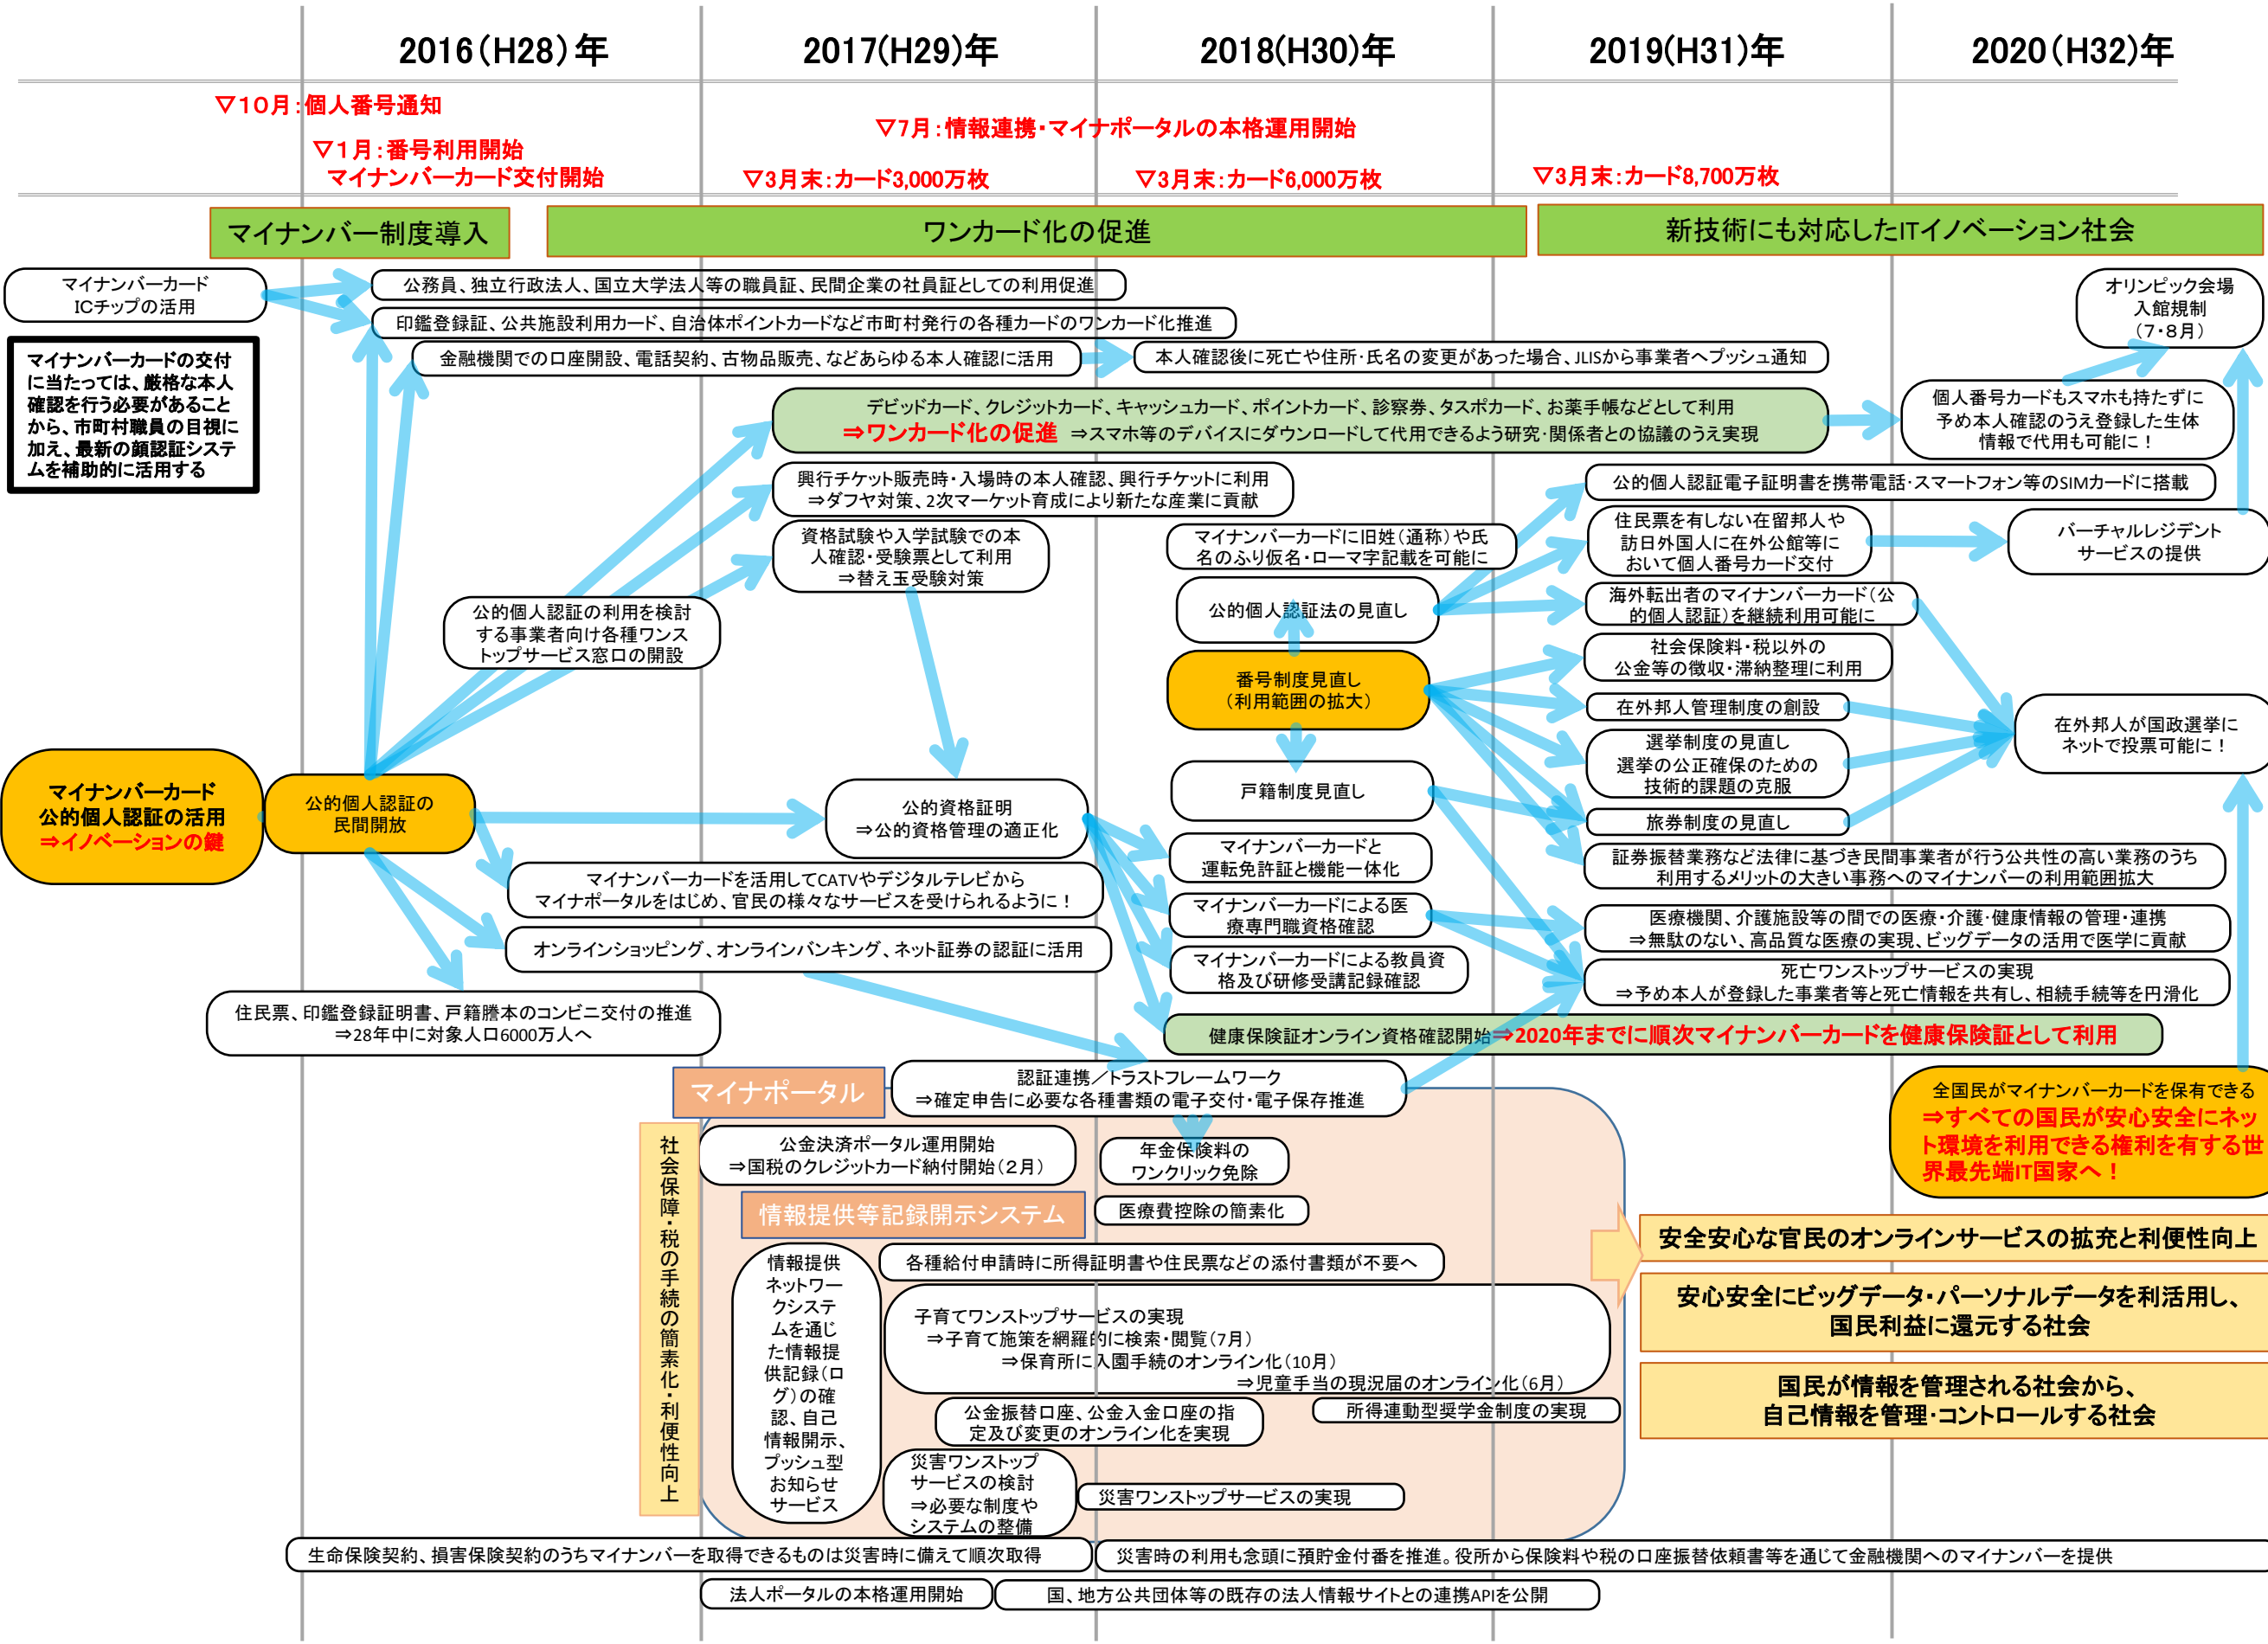 2016（H28）年
2017(H29)年
2018(H30)年
2019(H31)年
2020（H32）年
▽10月：個人番号通知
▽1月：番号利用開始
マイナンバーカード交付開始
▽7月：情報連携・マイナポータルの本格運用開始
▽3月末：カード3,000万枚
▽3月末：カード6,000万枚
▽3月末：カード8,700万枚
マイナンバー制度導入
ワンカード化の促進
新技術にも対応したITイノベーション社会
マイナンバーカード
ICチップの活用
公務員、独立行政法人、国立大学法人等の職員証、民間企業の社員証としての利用促進
印鑑登録証、公共施設利用カード、自治体ポイントカードなど市町村発行の各種カードのワンカード化推進
金融機関での口座開設、電話契約、古物品販売、などあらゆる本人確認に活用
本人確認後に死亡や住所・氏名の変更があった場合、JLISから事業者へプッシュ通知
オリンピック会場
入館規制
（7・8月）
マイナンバーカードの交付
に当たっては、厳格な本人
確認を行う必要があること
から、市町村職員の目視に
加え、最新の顔認証システ
ムを補助的に活用する
デビッドカード、クレジットカード、キャッシュカード、ポイントカード、診察券、タスポカード、お薬手帳などとして利用
⇒ワンカード化の促進 ⇒スマホ等のデバイスにダウンロードして代用できるよう研究・関係者との協議のうえ実現
個人番号カードもスマホも持たずに
予め本人確認のうえ登録した生体
情報で代用も可能に！
興行チケット販売時・入場時の本人確認、興行チケットに利用
⇒ダフヤ対策、2次マーケット育成により新たな産業に貢献
公的個人認証電子証明書を携帯電話・スマートフォン等のSIMカードに搭載
資格試験や入学試験での本
人確認・受験票として利用
⇒替え玉受験対策
マイナンバーカードに旧姓（通称）や氏
名のふり仮名・ローマ字記載を可能に
住民票を有しない在留邦人や
訪日外国人に在外公館等に
おいて個人番号カード交付
バーチャルレジデント
サービスの提供
公的個人認証の利用を検討
する事業者向け各種ワンス
トップサービス窓口の開設
公的個人認証法の見直し
海外転出者のマイナンバーカード（公
的個人認証）を継続利用可能に
社会保険料・税以外の
公金等の徴収・滞納整理に利用
番号制度見直し
（利用範囲の拡大）
在外邦人管理制度の創設
選挙制度の見直し
選挙の公正確保のための
技術的課題の克服
在外邦人が国政選挙に
ネットで投票可能に！
マイナンバーカード
公的個人認証の活用
⇒イノベーションの鍵
公的個人認証の
民間開放
公的資格証明
⇒公的資格管理の適正化
戸籍制度見直し
旅券制度の見直し
マイナンバーカードと
運転免許証と機能一体化
証券振替業務など法律に基づき民間事業者が行う公共性の高い業務のうち
利用するメリットの大きい事務へのマイナンバーの利用範囲拡大
マイナンバーカードを活用してCATVやデジタルテレビから
マイナポータルをはじめ、官民の様々なサービスを受けられるように！
マイナンバーカードによる医
療専門職資格確認
医療機関、介護施設等の間での医療・介護・健康情報の管理・連携
⇒無駄のない、高品質な医療の実現、ビッグデータの活用で医学に貢献
オンラインショッピング、オンラインバンキング、ネット証券の認証に活用
マイナンバーカードによる教員資
格及び研修受講記録確認
死亡ワンストップサービスの実現
⇒予め本人が登録した事業者等と死亡情報を共有し、相続手続等を円滑化
住民票、印鑑登録証明書、戸籍謄本のコンビニ交付の推進
⇒28年中に対象人口6000万人へ
健康保険証オンライン資格確認開始⇒2020年までに順次マイナンバーカードを健康保険証として利用
マイナポータル
認証連携／トラストフレームワーク
⇒確定申告に必要な各種書類の電子交付・電子保存推進
全国民がマイナンバーカードを保有できる
⇒すべての国民が安心安全にネッ
ト環境を利用できる権利を有する世
界最先端IT国家へ！
社会保障・税の手続の簡素化・利便性向上
公金決済ポータル運用開始
⇒国税のクレジットカード納付開始（2月）
年金保険料の
ワンクリック免除
情報提供等記録開示システム
医療費控除の簡素化
安全安心な官民のオンラインサービスの拡充と利便性向上
情報提供
ネットワー
クシステ
ムを通じ
た情報提
供記録（ロ
グ）の確
認、自己
情報開示、
プッシュ型
お知らせ
サービス
各種給付申請時に所得証明書や住民票などの添付書類が不要へ
子育てワンストップサービスの実現
⇒子育て施策を網羅的に検索・閲覧（7月）
⇒保育所に入園手続のオンライン化（10月）
⇒児童手当の現況届のオンライン化（6月）
安心安全にビッグデータ・パーソナルデータを利活用し、
国民利益に還元する社会
公金振替口座、公金入金口座の指
定及び変更のオンライン化を実現
所得連動型奨学金制度の実現
国民が情報を管理される社会から、
自己情報を管理・コントロールする社会
災害ワンストップ
サービスの検討
⇒必要な制度や
システムの整備
災害ワンストップサービスの実現
生命保険契約、損害保険契約のうちマイナンバーを取得できるものは災害時に備えて順次取得
災害時の利用も念頭に預貯金付番を推進。役所から保険料や税の口座振替依頼書等を通じて金融機関へのマイナンバーを提供
法人ポータルの本格運用開始
国、地方公共団体等の既存の法人情報サイトとの連携APIを公開